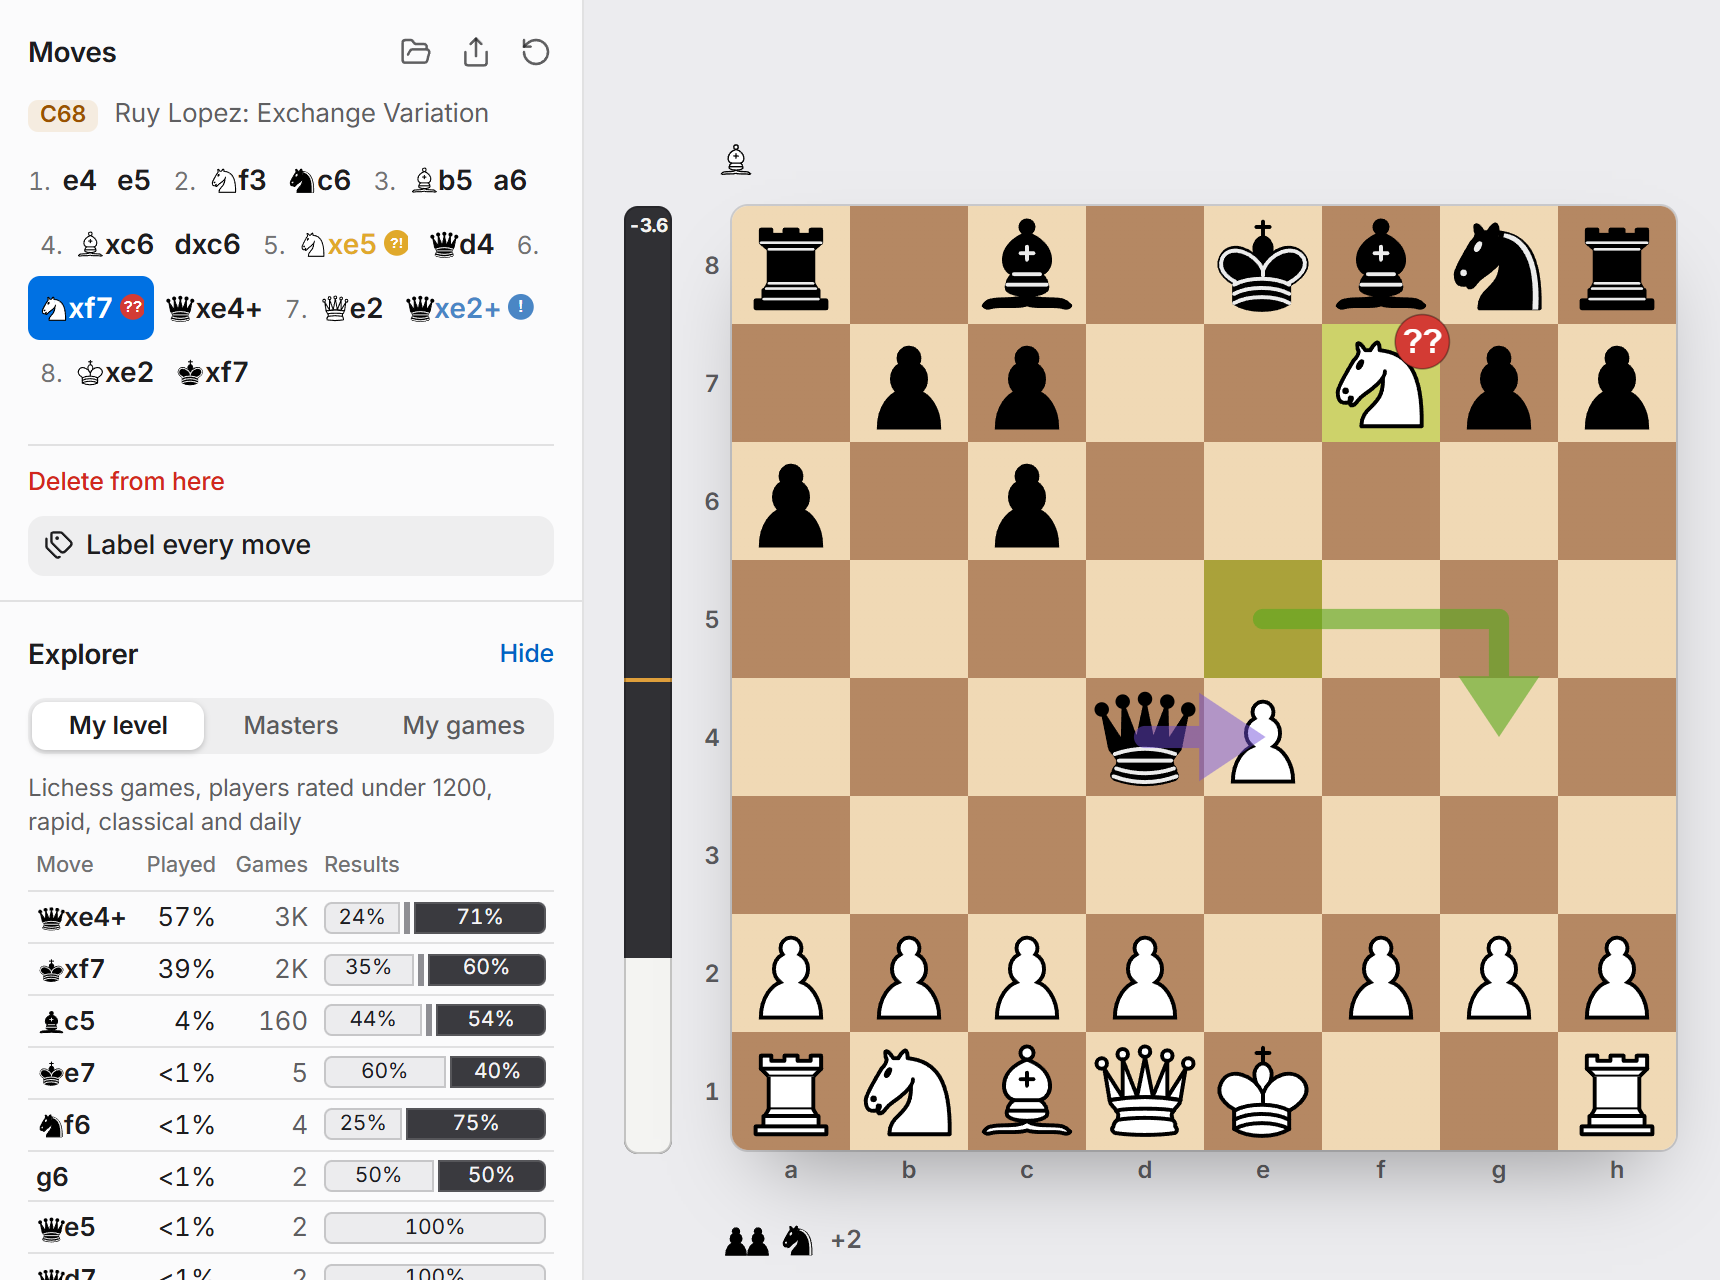 Moves
C68 Ruy Lopez: Exchange Variation
1. e4 e5 2. ♘f3 ♞c6 3. ♗b5 a6
4. ♗xc6 dxc6 5. ♘xe5 ?! ♛d4 6.
♘xf7 ?? ♛xe4+ 7. ♕e2 ♛xe2+ !
8. ♔xe2 ♚xf7
Delete from here
Label every move
Explorer Hide
My level Masters My games
Lichess games, players rated under 1200,
rapid, classical and daily
Move Played Games Results
♛xe4+ 57% 3K 24% 71%
♚xf7 39% 2K 35% 60%
♝c5 4% 160 44% 54%
♚e7 <1% 5 60% 40%
♞f6 <1% 4 25% 75%
g6 <1% 2 50% 50%
♛e5 <1% 2 100%
♛d7 <1% 2 100%
-3.6
8
??
7
6
5
4
3
2
1
a b c d e f g h
+2